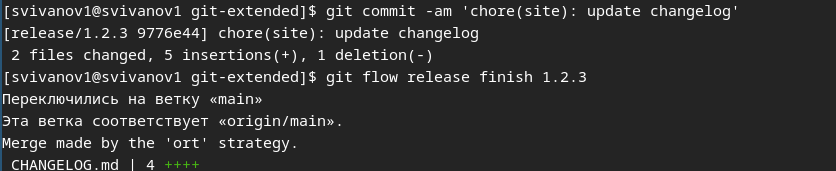 [svivanov1@svivanov1 git-extended]$ git commit -am 'chore(site): update changelog'
[release/1.2.3 9776e44] chore(site): update changelog
 2 files changed, 5 insertions(+), 1 deletion(-)
[svivanov1@svivanov1 git-extended]$ git flow release finish 1.2.3
Переключились на ветку «main»
Эта ветка соответствует «origin/main».
Merge made by the 'ort' strategy.
 CHANGELOG.md | 4 ++++